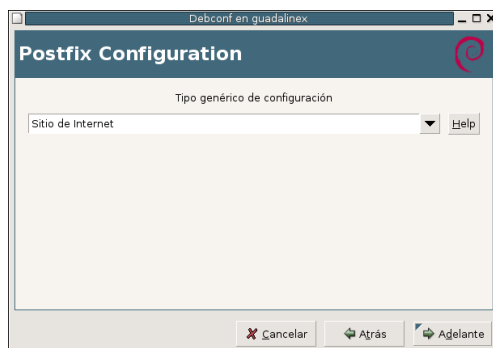 Debconf en guadalinex
Postfix Configuration
Tipo genérico de configuración
Sitio de Internet
Help
Cancelar
Atrás
Adelante